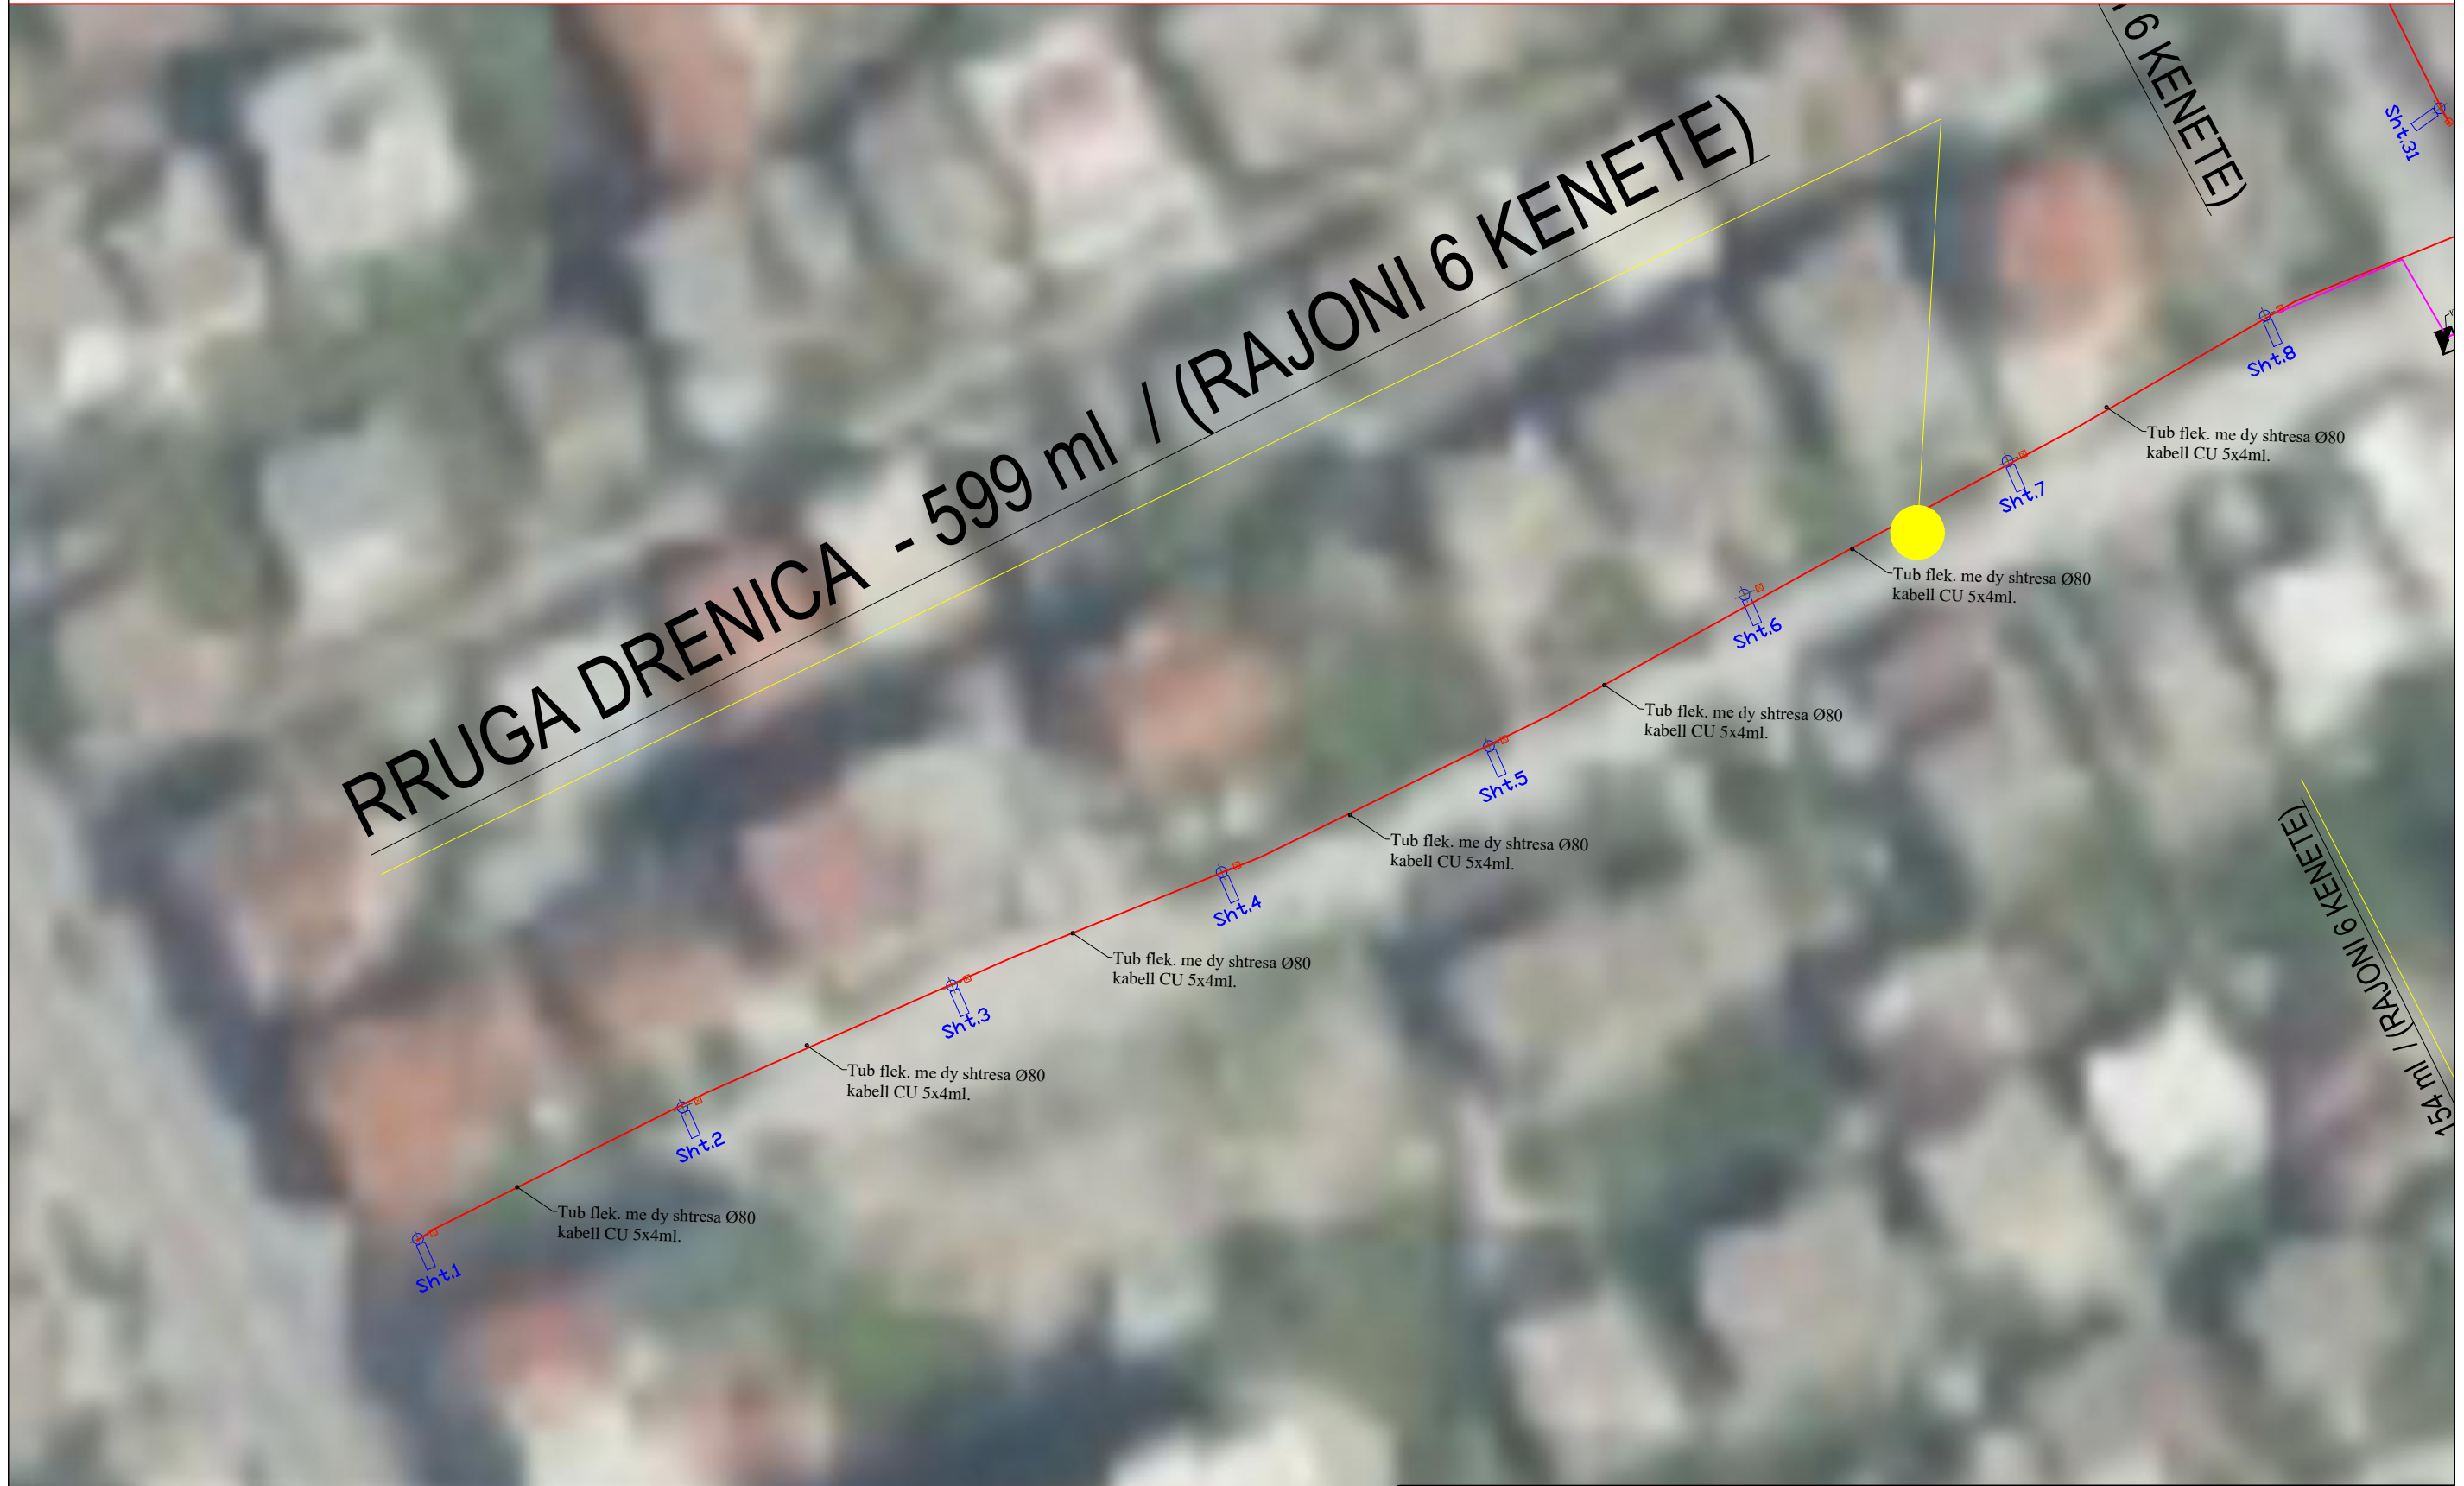 RRUGA DRENICA - 599 ml / (RAJONI 6 KENETE)
6 KENETE)
Sht.31
Sht.8
Tub flek. me dy shtresa Ø80
kabell CU 5x4ml.
Sht.7
Tub flek. me dy shtresa Ø80
kabell CU 5x4ml.
Sht.6
Tub flek. me dy shtresa Ø80
kabell CU 5x4ml.
Sht.5
Tub flek. me dy shtresa Ø80
kabell CU 5x4ml.
Sht.4
Tub flek. me dy shtresa Ø80
kabell CU 5x4ml.
Sht.3
Tub flek. me dy shtresa Ø80
kabell CU 5x4ml.
Sht.2
Tub flek. me dy shtresa Ø80
kabell CU 5x4ml.
Sht.1
154 ml / (RAJONI 6 KENETE)